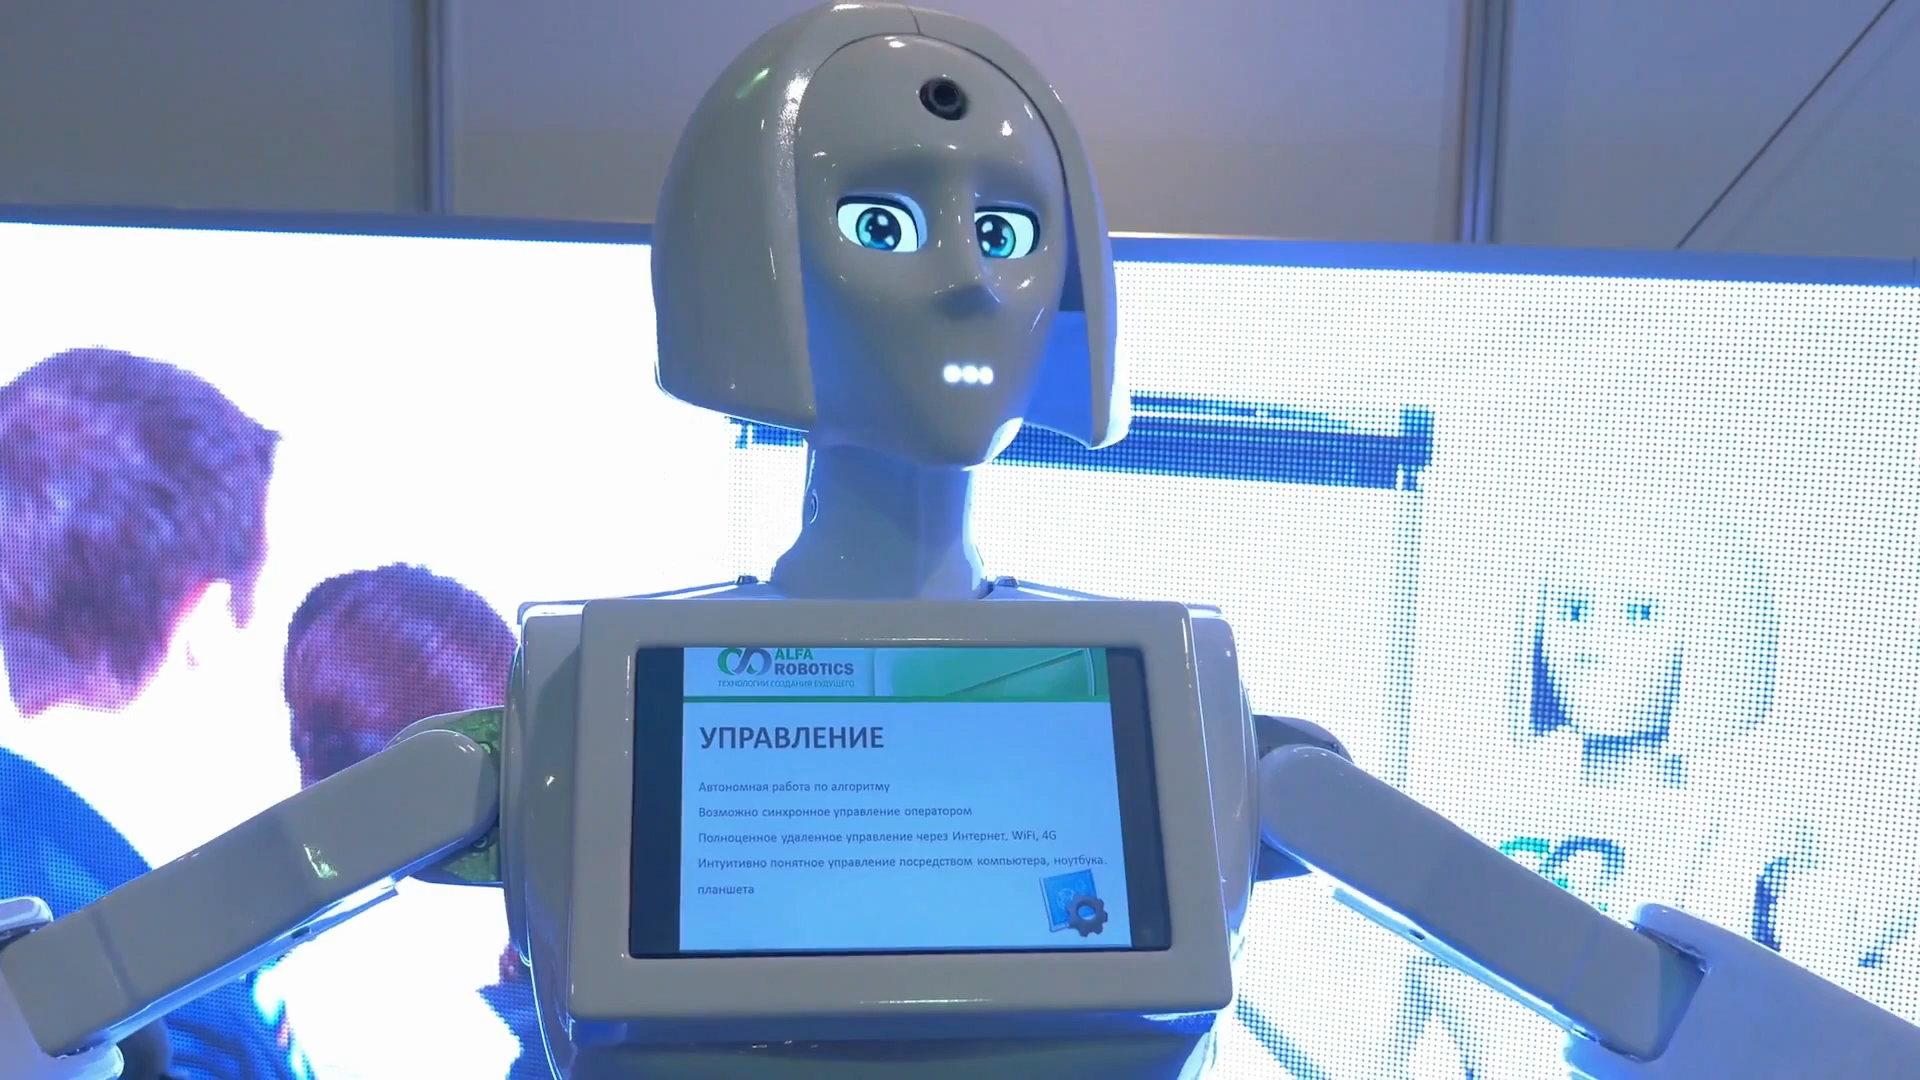 ALFA
ROBOTICS
ТЕХНОЛОГИИ СОЗДАНИЯ БУДУЩЕГО
УПРАВЛЕНИЕ
Автономная работа по алгоритму
Возможно синхронное управление оператором
Полноценное удаленное управление через Интернет, WiFi, 4G
Интуитивно понятное управление посредством компьютера, ноутбука.
планшета